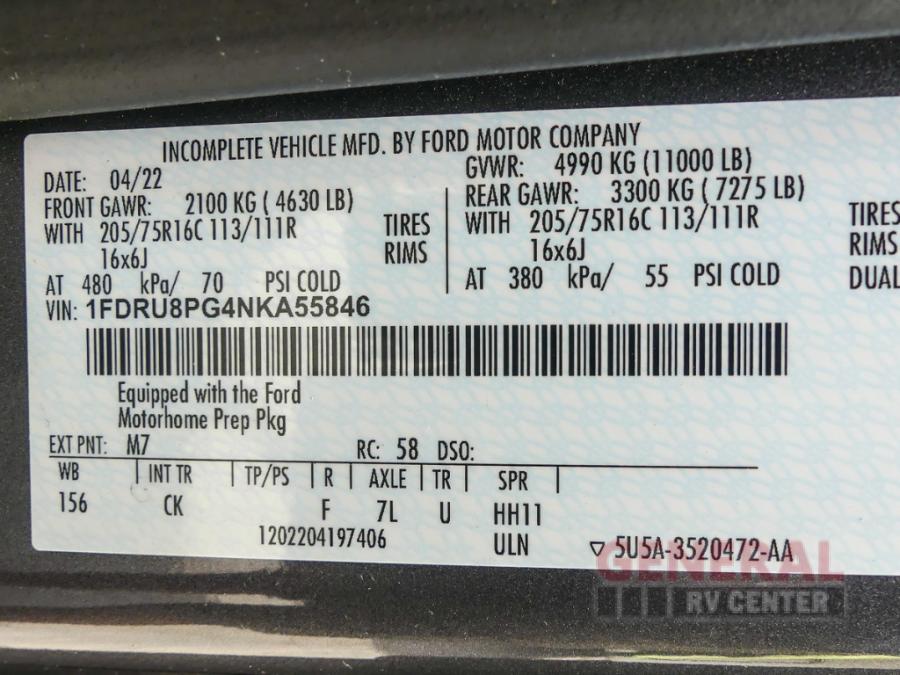 INCOMPLETE VEHICLE MFD. BY FORD MOTOR COMPANY
DATE: 04/22 GVWR: 4990 KG (11000 LB)
FRONT GAWR: 2100 KG ( 4630 LB) REAR GAWR: 3300 KG ( 7275 LB)
WITH 205/75R16C 113/111R TIRES WITH 205/75R16C 113/111R TIRES
16x6J RIMS 16x6J RIMS
AT 480 kPa/ 70 PSI COLD AT 380 kPa/ 55 PSI COLD DUAL
VIN: 1FDRU8PG4NKA55846
Equipped with the Ford
Motorhome Prep Pkg
EXT PNT: M7 RC: 58 DSO:
WB INT TR TP/PS R AXLE TR SPR
156 CK F 7L U HH11
1202204197406 ULN ▽ 5U5A-3520472-AA
GENERAL
RV CENTER